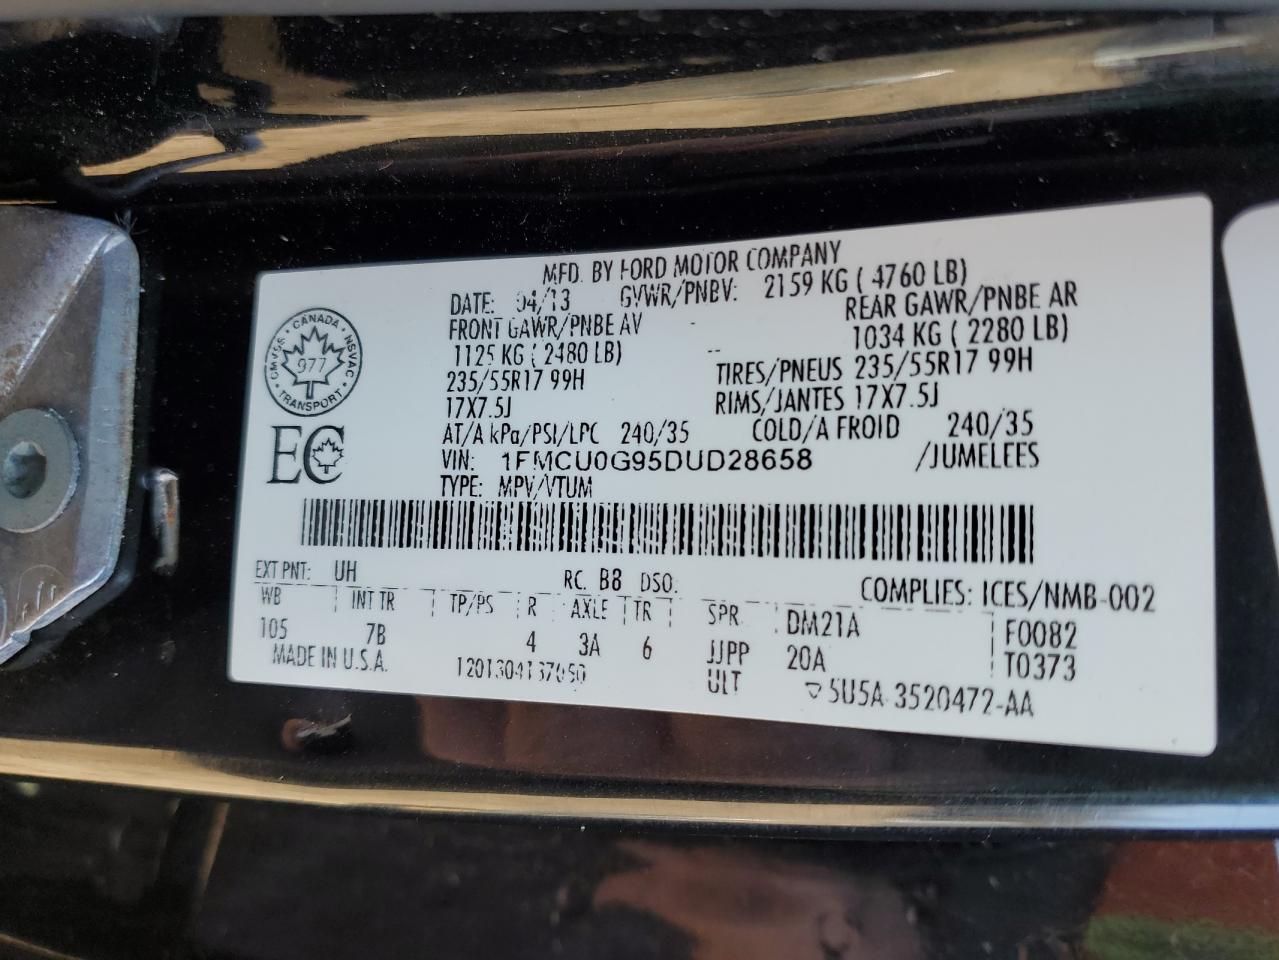 MFD. BY FORD MOTOR COMPANY
DATE: 04/13 GVWR/PNBV: 2159 KG ( 4760 LB)
FRONT GAWR/PNBE AV REAR GAWR/PNBE AR
1125 KG ( 2480 LB) 1034 KG ( 2280 LB)
235/55R17 99H TIRES/PNEUS 235/55R17 99H
17X7.5J RIMS/JANTES 17X7.5J
AT/A kPa/PSI/LPC 240/35 COLD/A FROID 240/35
VIN: 1FMCU0G95DUD28658 /JUMELEES
TYPE: MPV/VTUM
CANADA
CMVSS NSVAC
977
TRANSPORT
EC
EXT PNT: UH RC: B8 DSO: COMPLIES: ICES/NMB-002
WB INT TR TP/PS R AXLE TR SPR DM21A F0082
105 7B 4 3A 6 JJPP 20A T0373
MADE IN U.S.A. ULT ▽5U5A-3520472-AA